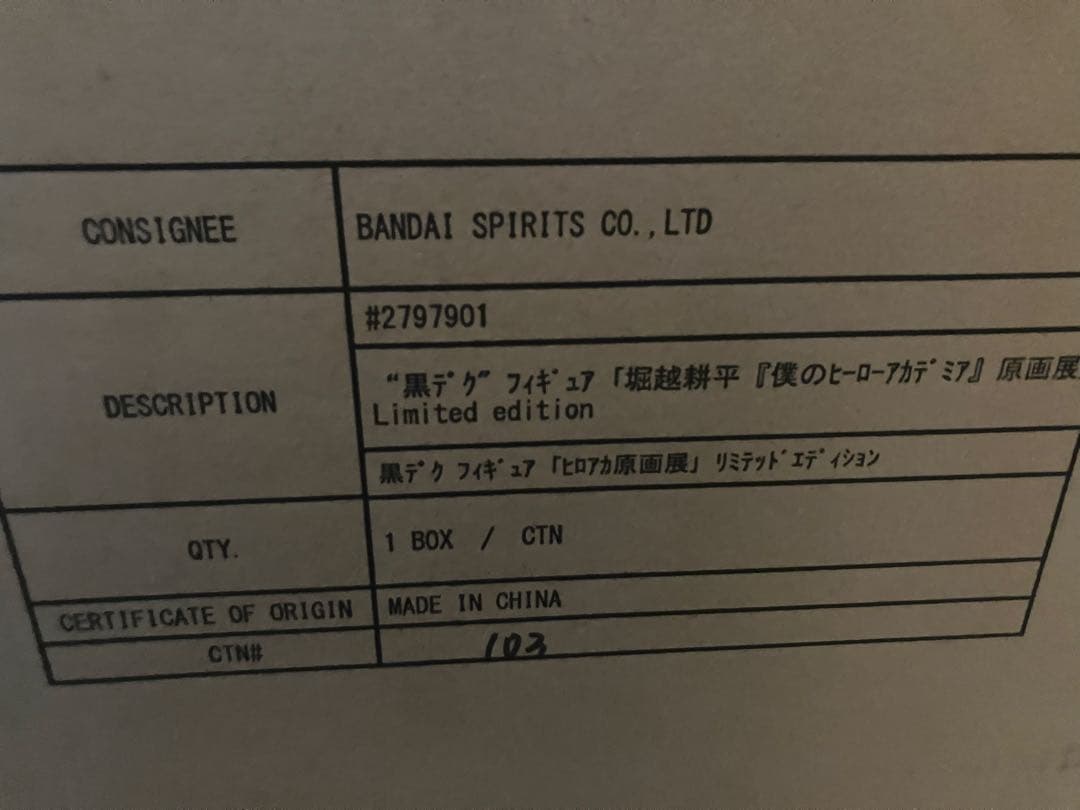 CONSIGNEE
BANDAI SPIRITS CO.,LTD
DESCRIPTION
#2797901
“黒ﾃﾞｸ” ﾌｨｷﾞｭｱ「堀越耕平『僕のﾋｰﾛｰｱｶﾃﾞﾐｱ』原画展
Limited edition
黒ﾃﾞｸ ﾌｨｷﾞｭｱ「ﾋﾛｱｶ原画展」ﾘﾐﾃｯﾄﾞｴﾃﾞｨｼｮﾝ
QTY.
1 BOX / CTN
CERTIFICATE OF ORIGIN
MADE IN CHINA
CTN#
103